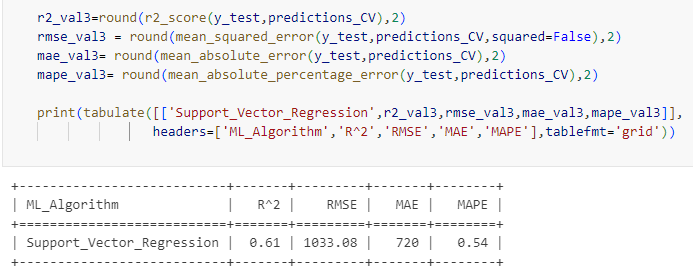 r2_val3=round(r2_score(y_test,predictions_CV),2)
rmse_val3 = round(mean_squared_error(y_test,predictions_CV,squared=False),2)
mae_val3= round(mean_absolute_error(y_test,predictions_CV),2)
mape_val3= round(mean_absolute_percentage_error(y_test,predictions_CV),2)
print(tabulate([['Support_Vector_Regression',r2_val3,rmse_val3,mae_val3,mape_val3]],
headers=['ML_Algorithm','R^2','RMSE','MAE','MAPE'],tablefmt='grid'))
+---------------------------+-------+---------+-------+--------+
| ML_Algorithm              |   R^2 |    RMSE |   MAE |   MAPE |
+===========================+=======+=========+=======+========+
| Support_Vector_Regression |  0.61 | 1033.08 |   720 |   0.54 |
+---------------------------+-------+---------+-------+--------+